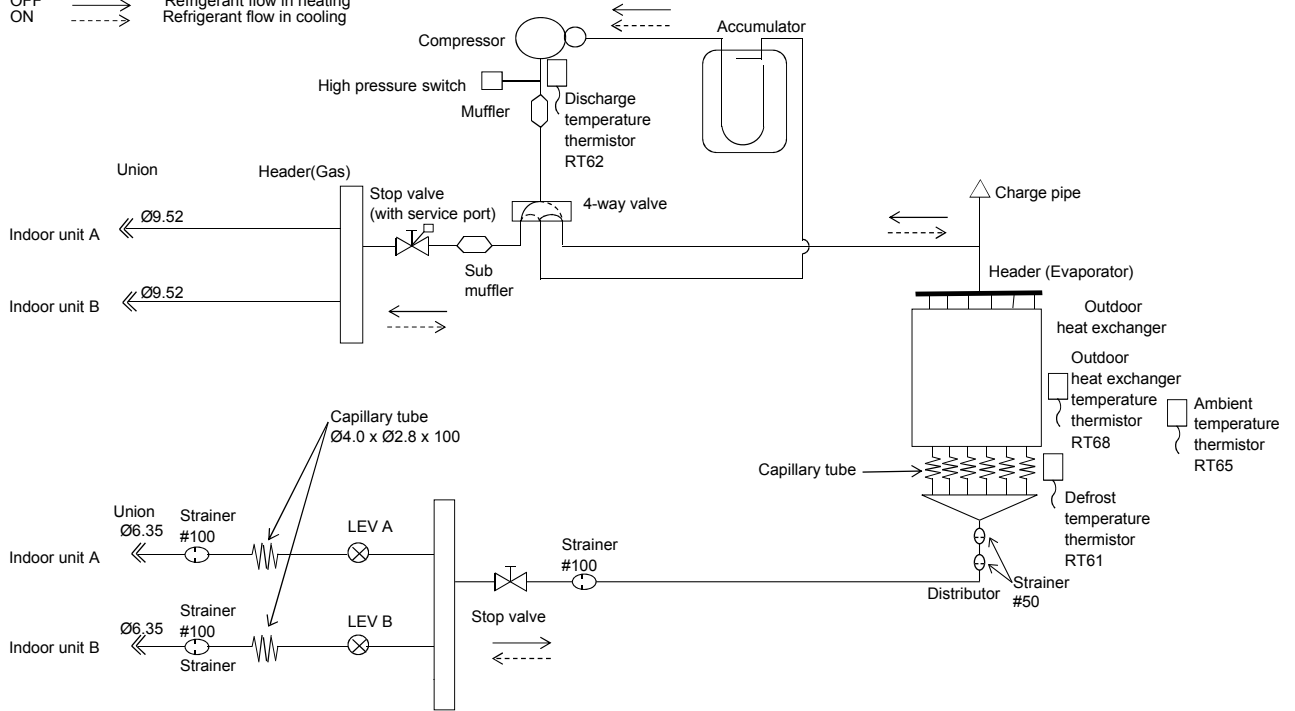 OFF Refrigerant flow in heating
ON Refrigerant flow in cooling
Compressor
Accumulator
High pressure switch
Muffler
Discharge
temperature
thermistor
RT62
Union
Header(Gas)
Stop valve
(with service port)
4-way valve
Charge pipe
Indoor unit A
Ø9.52
Sub
muffler
Header (Evaporator)
Indoor unit B
Ø9.52
Outdoor
heat exchanger
Outdoor
heat exchanger
temperature
thermistor
RT68
Ambient
temperature
thermistor
RT65
Capillary tube
Ø4.0 x Ø2.8 x 100
Capillary tube
Defrost
temperature
thermistor
RT61
Union
Ø6.35
Strainer
#100
LEV A
Indoor unit A
Strainer
#100
Distributor
Strainer
#50
Stop valve
Ø6.35
Strainer
#100
LEV B
Indoor unit B
Strainer